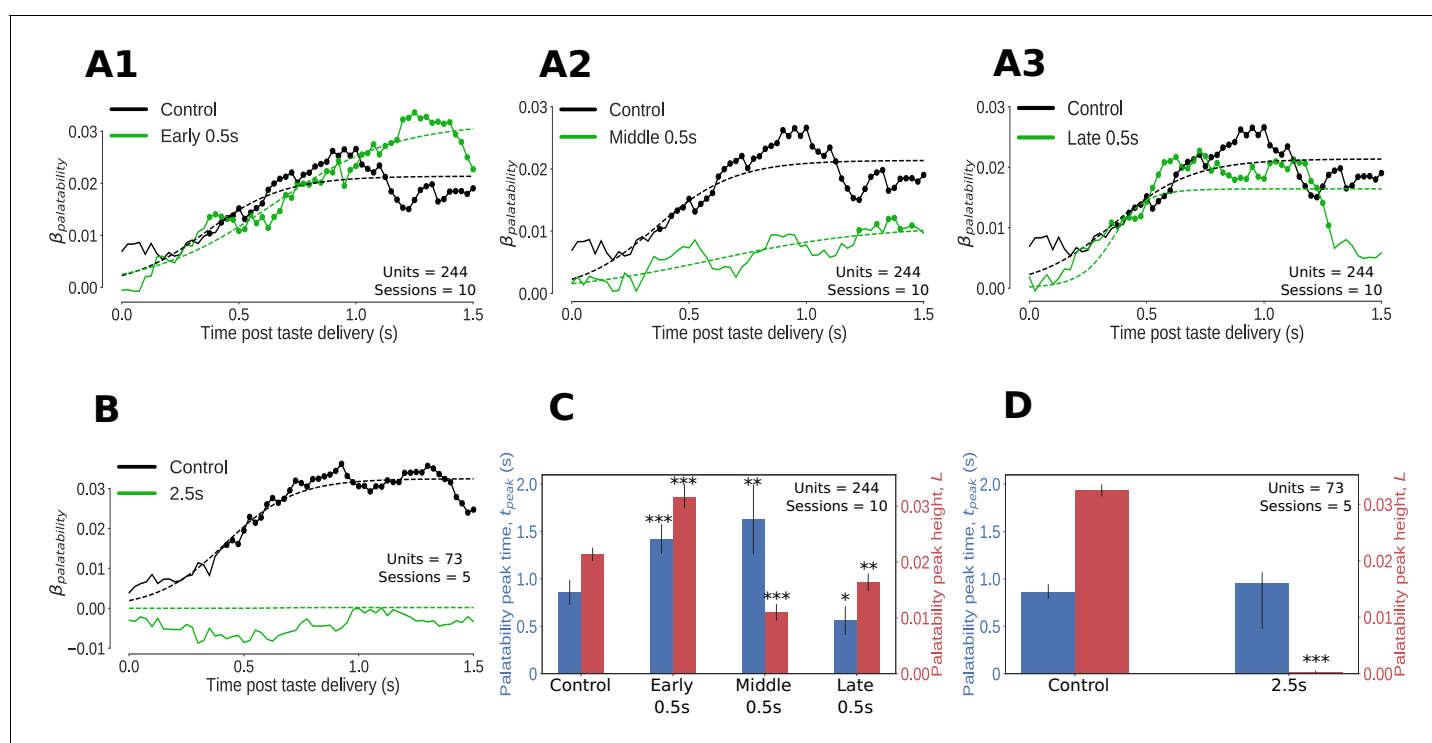 A1
Control
Early 0.5s
βpalatability
0.03
0.02
0.01
0.00
Units = 244
Sessions = 10
0.0 0.5 1.0 1.5
Time post taste delivery (s)
A2
Control
Middle 0.5s
βpalatability
0.03
0.02
0.01
0.00
Units = 244
Sessions = 10
0.0 0.5 1.0 1.5
Time post taste delivery (s)
A3
Control
Late 0.5s
βpalatability
0.03
0.02
0.01
0.00
Units = 244
Sessions = 10
0.0 0.5 1.0 1.5
Time post taste delivery (s)
B
Control
2.5s
βpalatability
0.03
0.02
0.01
0.00
−0.01
Units = 73
Sessions = 5
0.0 0.5 1.0 1.5
Time post taste delivery (s)
C
Palatability peak time, tpeak (s)
2.0
1.5
1.0
0.5
0
Units = 244
Sessions = 10
***
***
**
***
*
**
0.03
0.02
0.01
0.00
Palatability peak height, L
Control Early Middle Late
0.5s 0.5s 0.5s
D
Palatability peak time, tpeak (s)
2.0
1.5
1.0
0.5
0
Units = 73
Sessions = 5
***
0.03
0.02
0.01
0.00
Palatability peak height, L
Control 2.5s